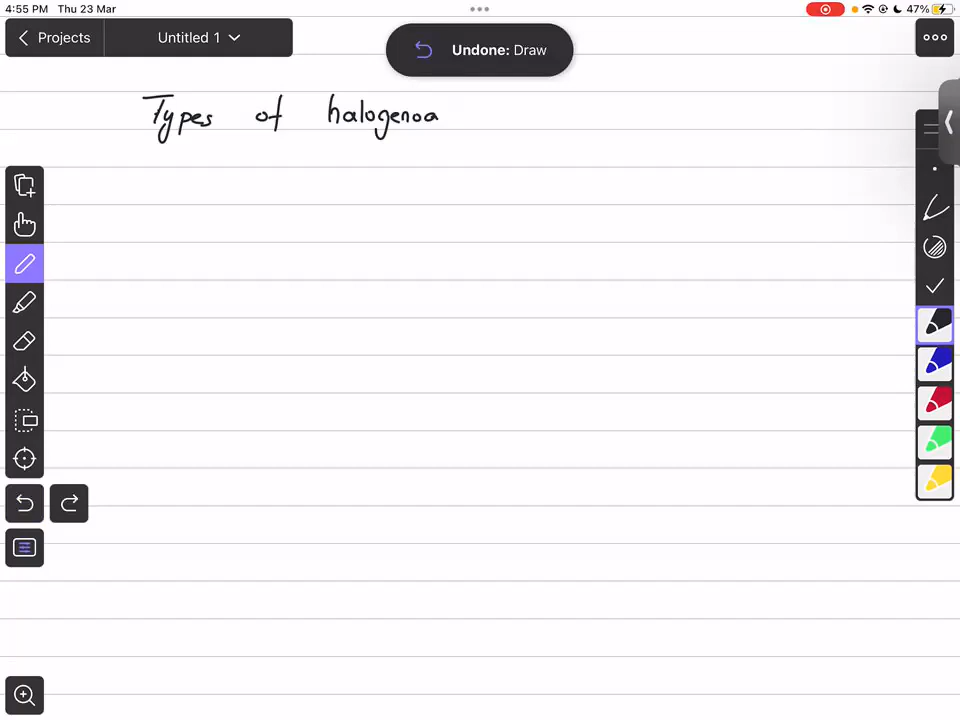 4:55 PM Thu 23 Mar
47%
Projects
Untitled 1
Undone: Draw
Types of halogenoa